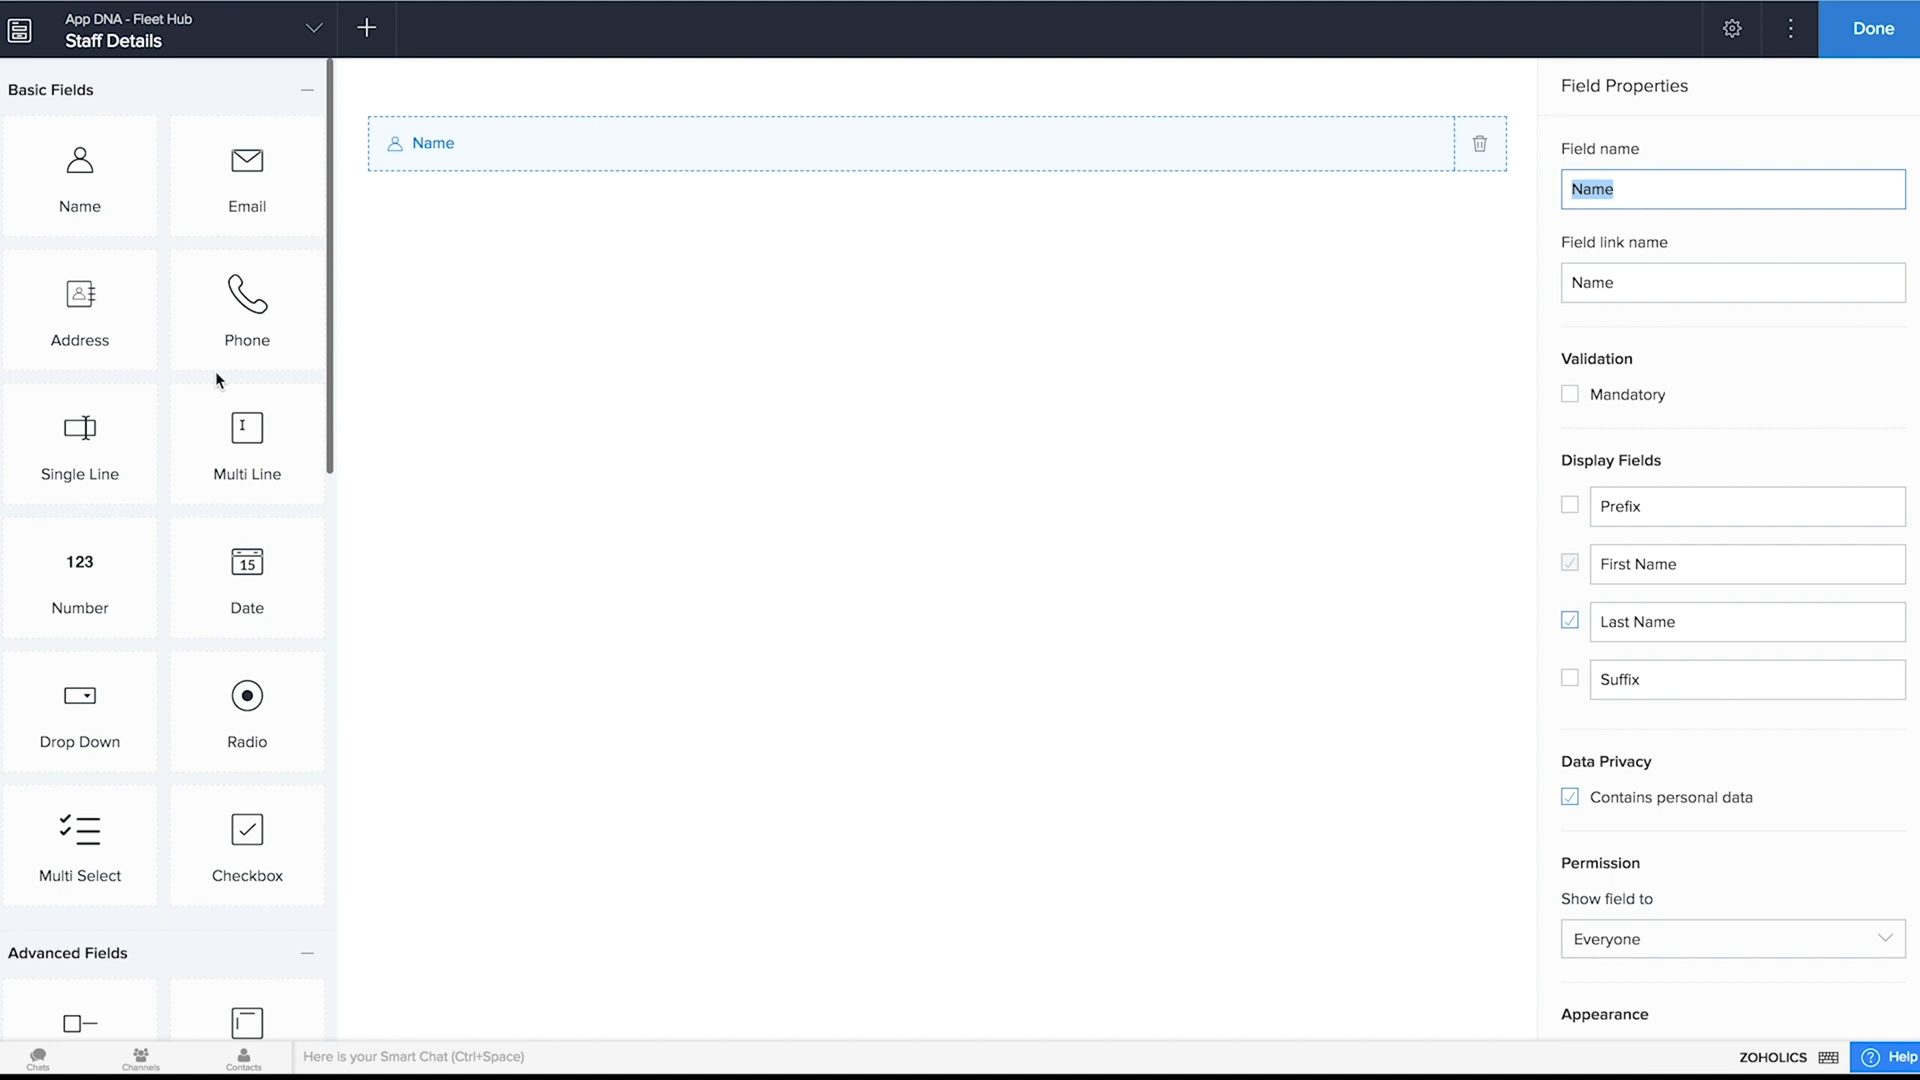 App DNA - Fleet Hub
Staff Details
Done
Basic Fields
Name
Email
Address
Phone
Single Line
Multi Line
123
Number
15
Date
Drop Down
Radio
Multi Select
Checkbox
Advanced Fields
Name
Field Properties
Field name
Name
Field link name
Name
Validation
Mandatory
Display Fields
Prefix
First Name
Last Name
Suffix
Data Privacy
Contains personal data
Permission
Show field to
Everyone
Appearance
Chats
Channels
Contacts
Here is your Smart Chat (Ctrl+Space)
ZOHOLICS
Help